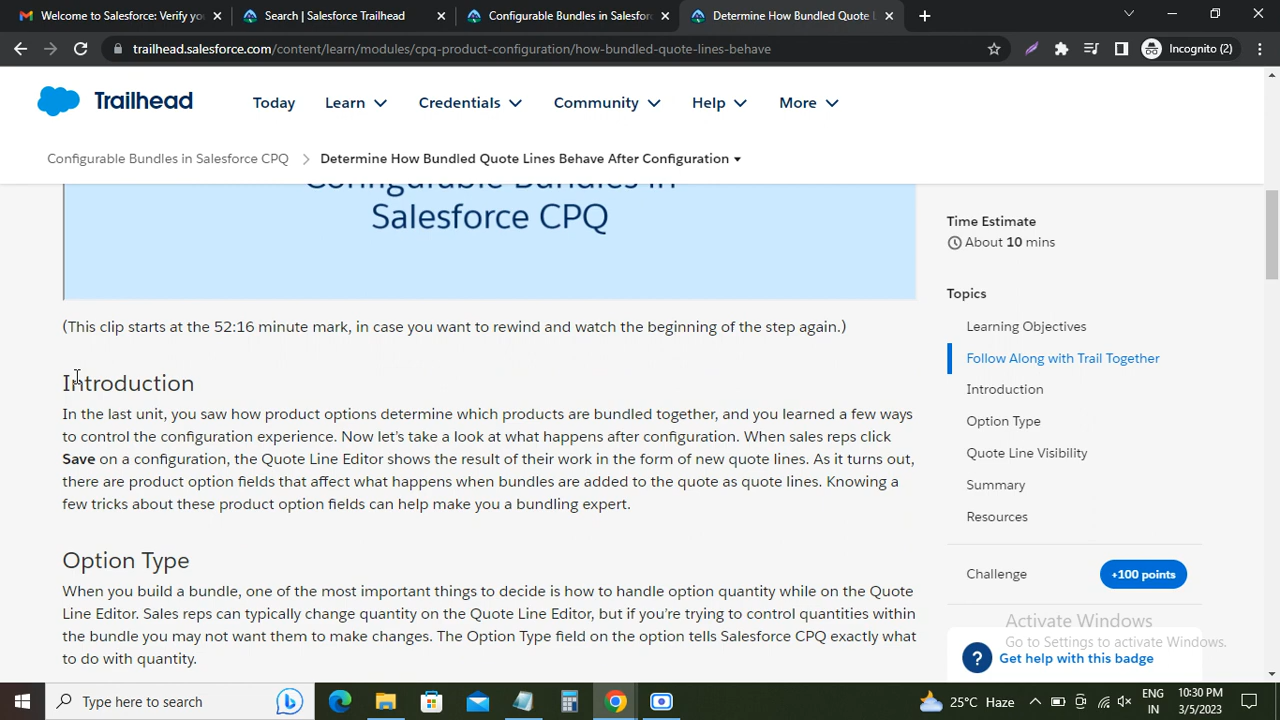 Welcome to Salesforce: Verify yo
Search | Salesforce Trailhead
Configurable Bundles in Salesfor
Determine How Bundled Quote L
trailhead.salesforce.com/content/learn/modules/cpq-product-configuration/how-bundled-quote-lines-behave
Incognito (2)
Trailhead
Today
Learn
Credentials
Community
Help
More
Configurable Bundles in Salesforce CPQ
Determine How Bundled Quote Lines Behave After Configuration
Configurable Bundles in
Salesforce CPQ
(This clip starts at the 52:16 minute mark, in case you want to rewind and watch the beginning of the step again.)
Introduction
In the last unit, you saw how product options determine which products are bundled together, and you learned a few ways
to control the configuration experience. Now let's take a look at what happens after configuration. When sales reps click
Save on a configuration, the Quote Line Editor shows the result of their work in the form of new quote lines. As it turns out,
there are product option fields that affect what happens when bundles are added to the quote as quote lines. Knowing a
few tricks about these product option fields can help make you a bundling expert.
Option Type
When you build a bundle, one of the most important things to decide is how to handle option quantity while on the Quote
Line Editor. Sales reps can typically change quantity on the Quote Line Editor, but if you're trying to control quantities within
the bundle you may not want them to make changes. The Option Type field on the option tells Salesforce CPQ exactly what
to do with quantity.
Time Estimate
About 10 mins
Topics
Learning Objectives
Follow Along with Trail Together
Introduction
Option Type
Quote Line Visibility
Summary
Resources
Challenge
+100 points
Activate Windows
Go to Settings to activate Windows.
? Get help with this badge
Type here to search
25°C Haze
ENG
IN
10:30 PM
3/5/2023